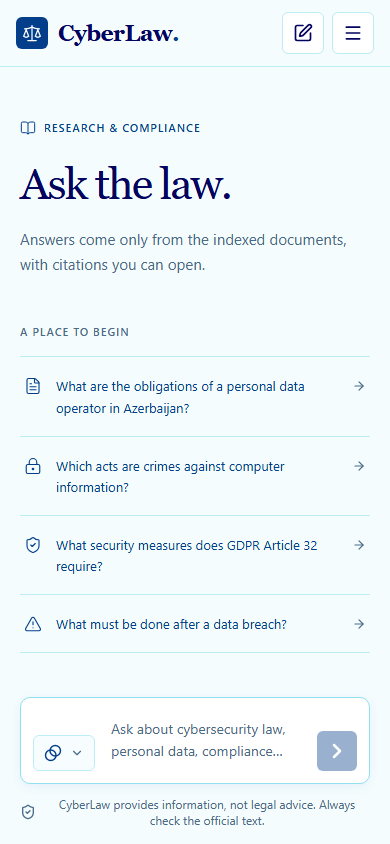 CyberLaw.
RESEARCH & COMPLIANCE
Ask the law.
Answers come only from the indexed documents,
with citations you can open.
A PLACE TO BEGIN
What are the obligations of a personal data
operator in Azerbaijan?
Which acts are crimes against computer
information?
What security measures does GDPR Article 32
require?
What must be done after a data breach?
Ask about cybersecurity law,
personal data, compliance...
CyberLaw provides information, not legal advice. Always
check the official text.